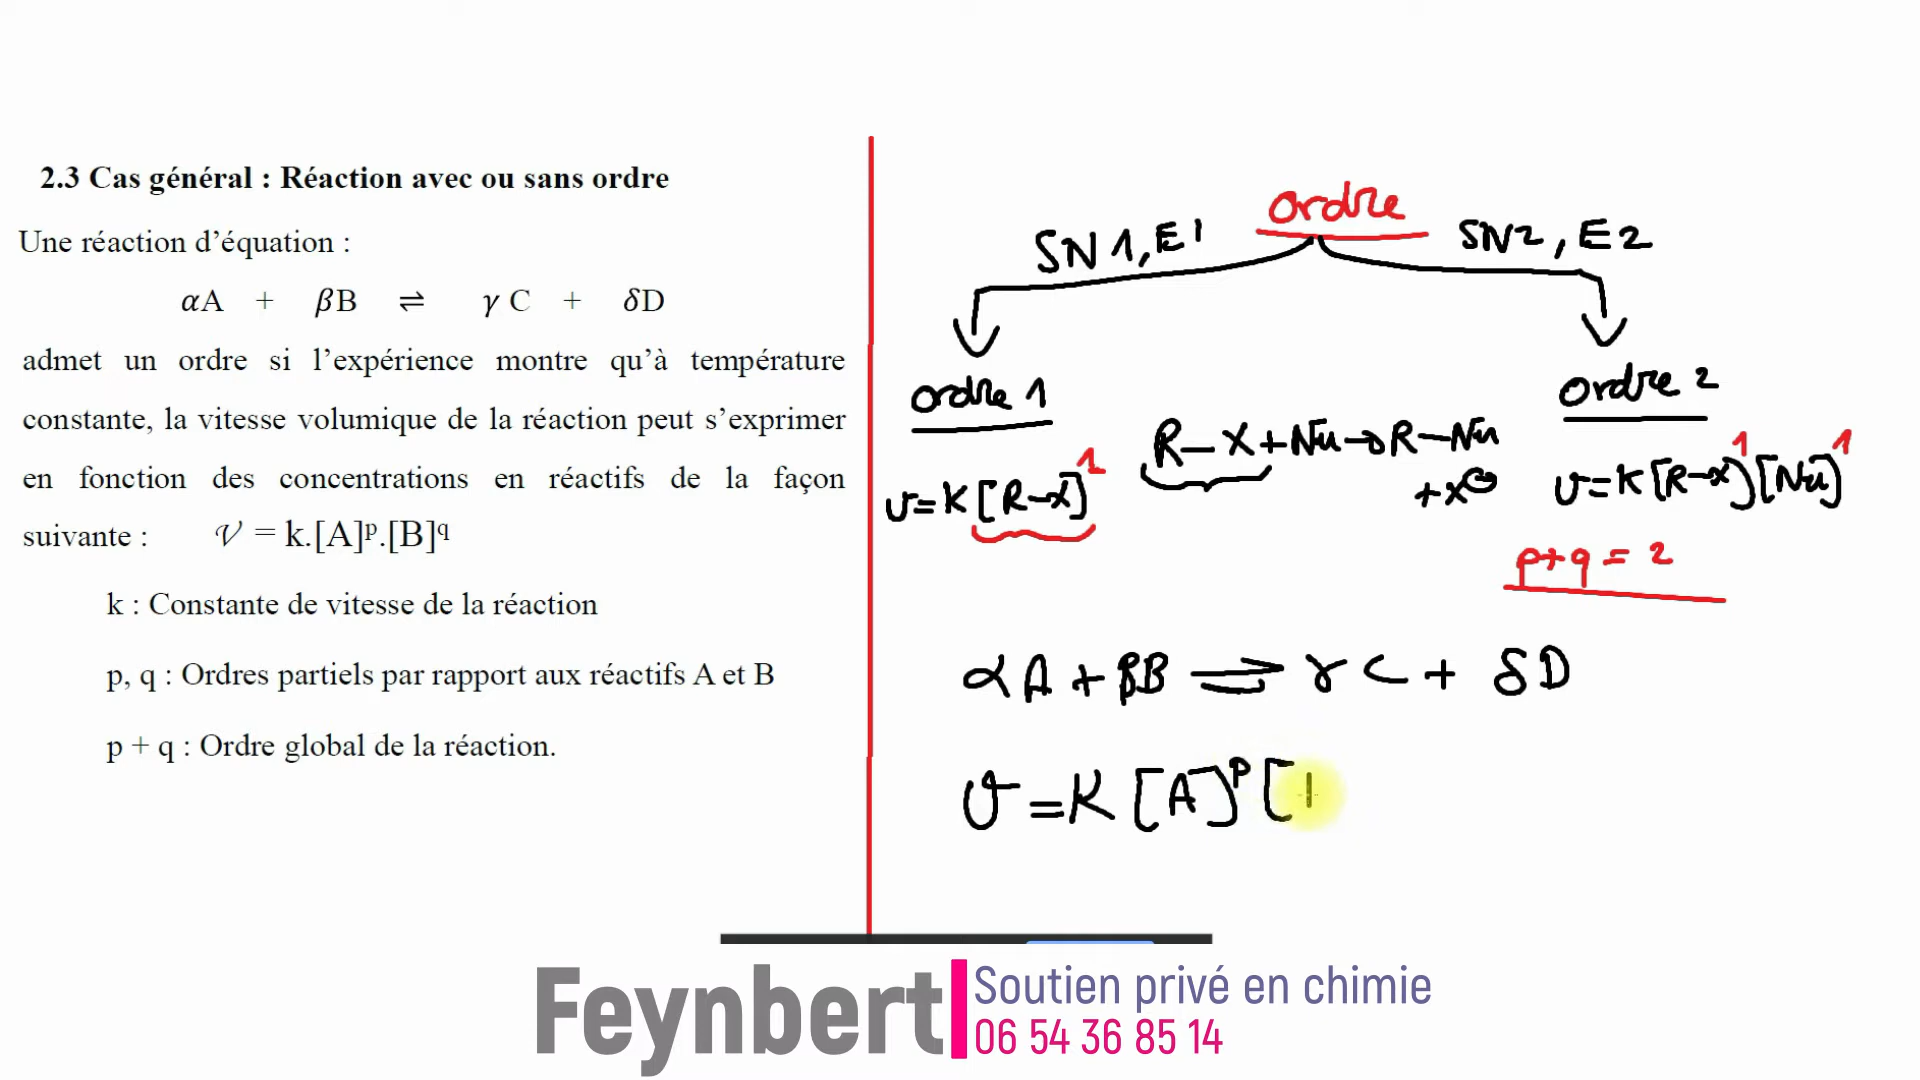 2.3 Cas général : Réaction avec ou sans ordre
Une réaction d’équation :
αA + βB ⇌ γ C + δD
admet un ordre si l’expérience montre qu’à température
constante, la vitesse volumique de la réaction peut s’exprimer
en fonction des concentrations en réactifs de la façon
suivante : 𝒱 = k.[A]ᵖ.[B]^q
k : Constante de vitesse de la réaction
p, q : Ordres partiels par rapport aux réactifs A et B
p + q : Ordre global de la réaction.
ordre
SN1, E1
SN2, E2
ordre 1
ordre 2
R-X + Nu → R-Nu
+ X⊖
v = K [R-X]¹
v = K [R-X]¹ [Nu]¹
p+q = 2
αA + βB ⇌ γC + δD
v = K [A]ᵖ [
Feynbert
Soutien privé en chimie
06 54 36 85 14